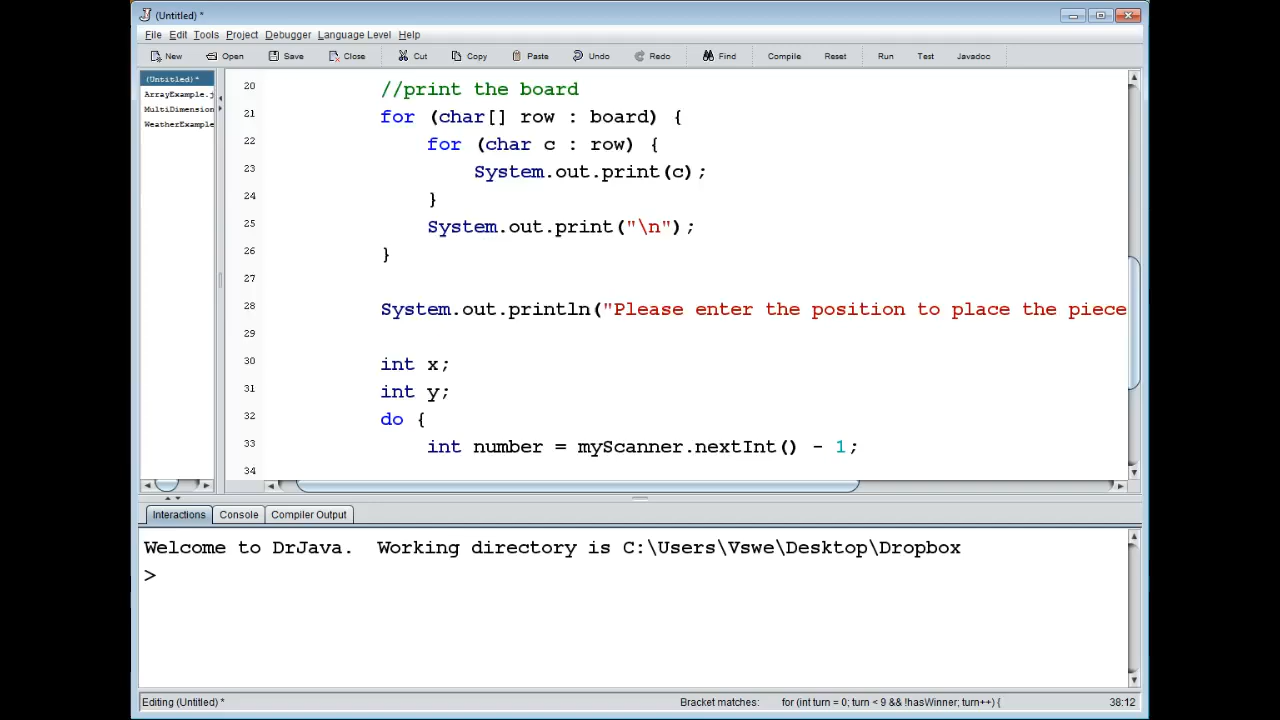 (Untitled) *
File Edit Tools Project Debugger Language Level Help
New Open Save Close Cut Copy Paste Undo Redo Find Compile Reset Run Test Javadoc
(Untitled) *
ArrayExample.j
MultiDimension
WeatherExample
20 //print the board
21 for (char[] row : board) {
22 for (char c : row) {
23 System.out.print(c);
24 }
25 System.out.print("\n");
26 }
27
28 System.out.println("Please enter the position to place the piece
29
30 int x;
31 int y;
32 do {
33 int number = myScanner.nextInt() - 1;
34
Interactions Console Compiler Output
Welcome to DrJava. Working directory is C:\Users\Vswe\Desktop\Dropbox
>
Editing (Untitled) * Bracket matches: for (int turn = 0; turn < 9 && !hasWinner; turn++) { 38:12